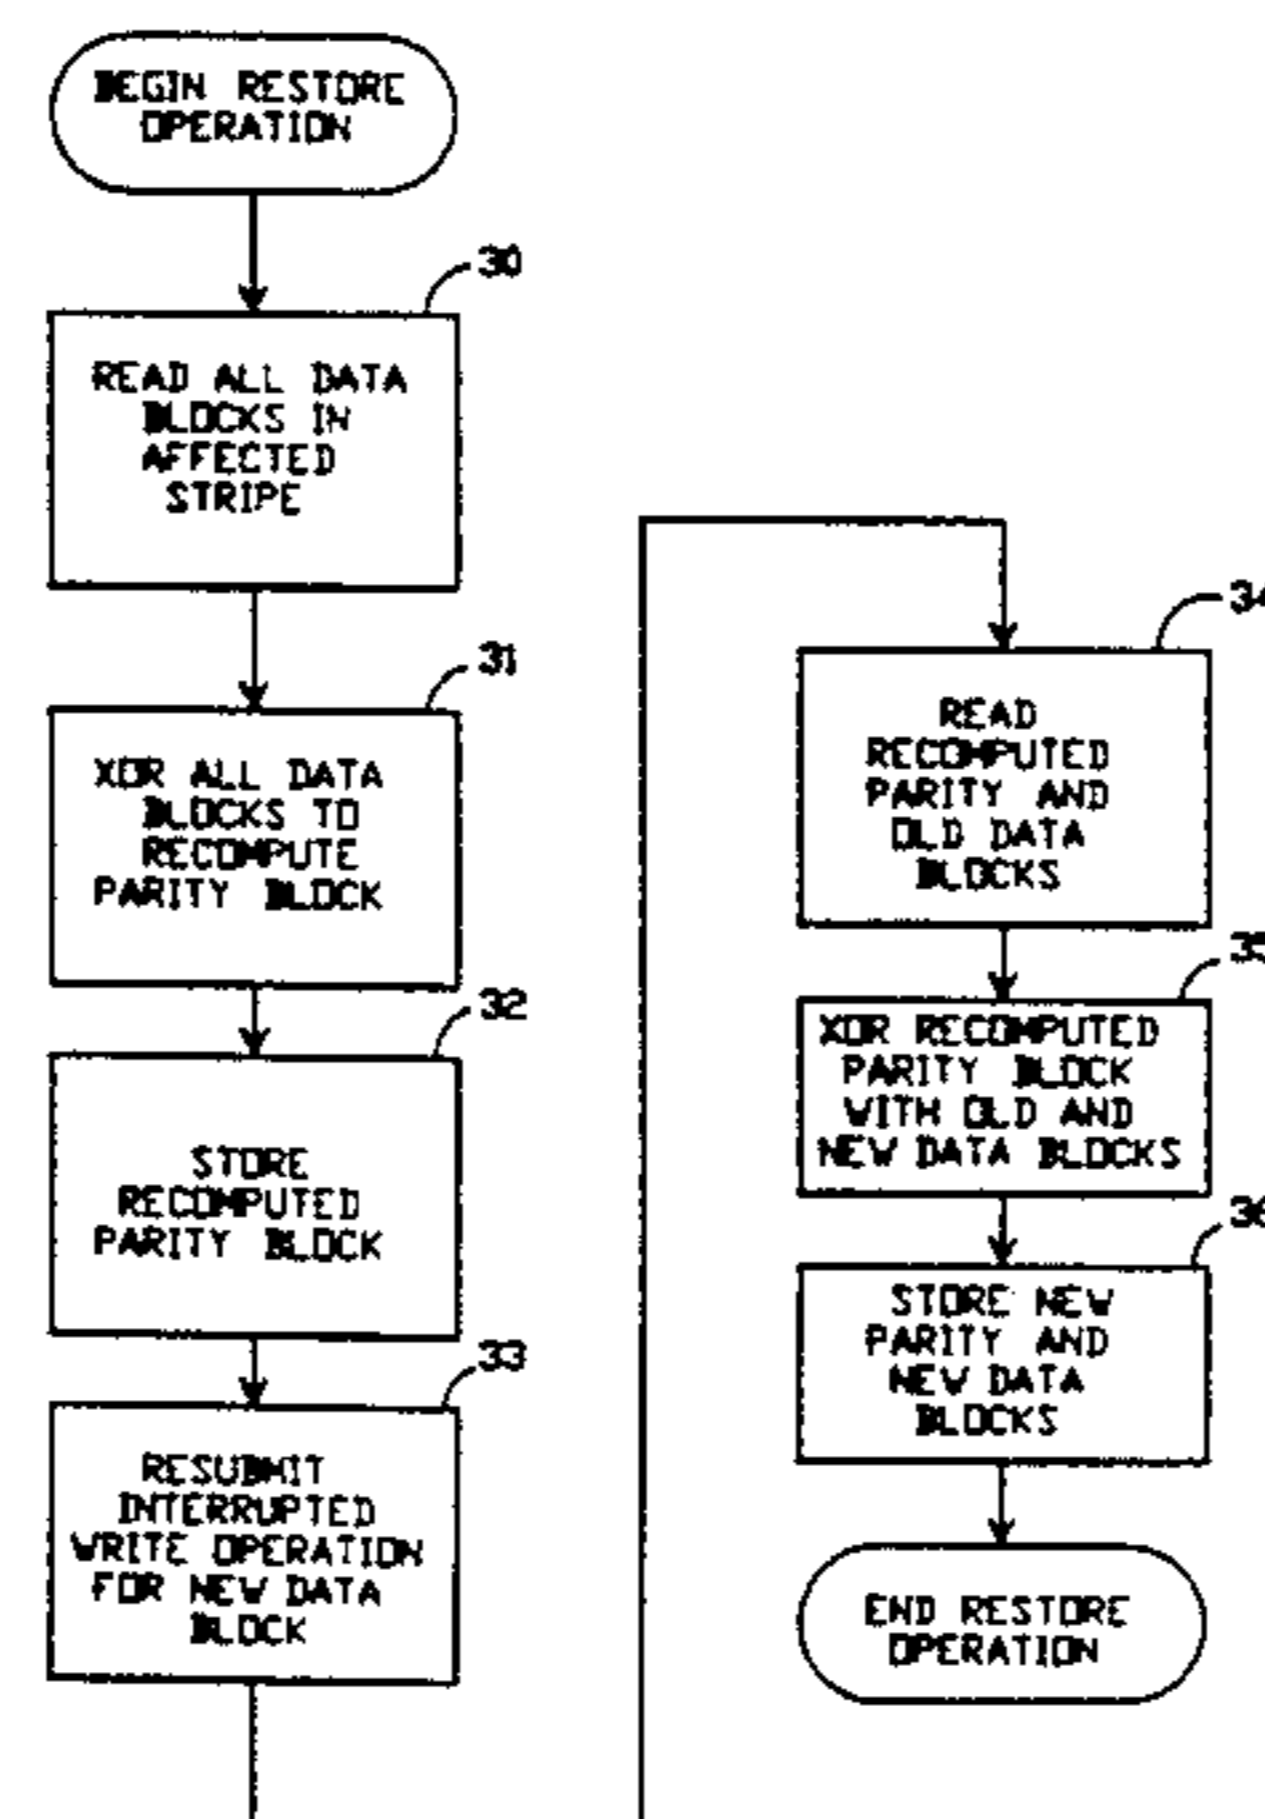 BEGIN RESTORE
OPERATION
30
READ ALL DATA
BLOCKS IN
AFFECTED
STRIPE
31
XOR ALL DATA
BLOCKS TO
RECOMPUTE
PARITY BLOCK
32
STORE
RECOMPUTED
PARITY BLOCK
33
RESUBMIT
INTERRUPTED
WRITE OPERATION
FOR NEW DATA
BLOCK
34
READ
RECOMPUTED
PARITY AND
OLD DATA
BLOCKS
35
XOR RECOMPUTED
PARITY BLOCK
WITH OLD AND
NEW DATA BLOCKS
36
STORE NEW
PARITY AND
NEW DATA
BLOCKS
END RESTORE
OPERATION